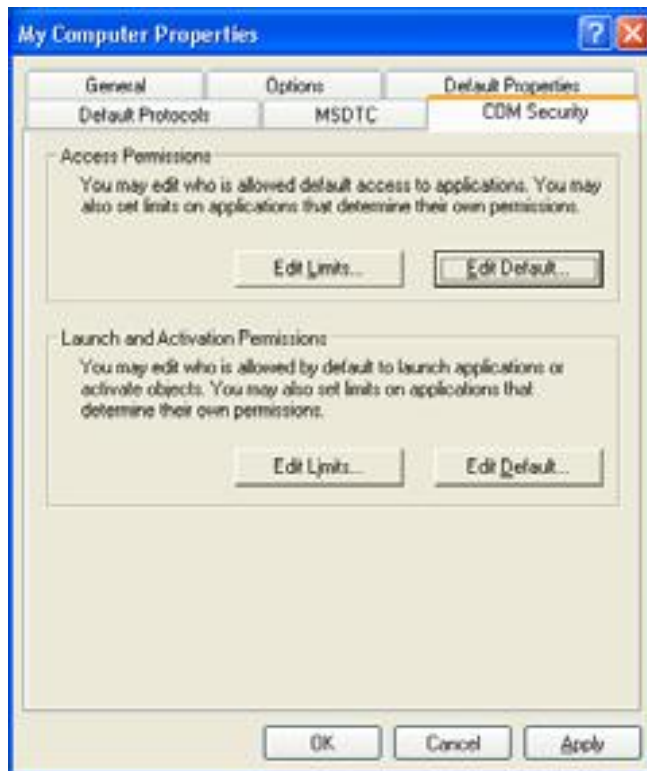 My Computer Properties
General Options Default Properties
Default Protocols MSDTC COM Security
Access Permissions
You may edit who is allowed default access to applications. You may
also set limits on applications that determine their own permissions.
Edit Limits... Edit Default...
Launch and Activation Permissions
You may edit who is allowed by default to launch applications or
activate objects. You may also set limits on applications that
determine their own permissions.
Edit Limits... Edit Default...
OK Cancel Apply